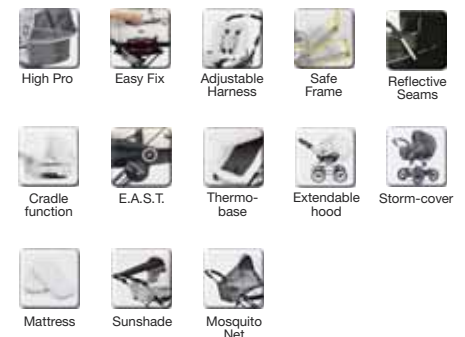 High Pro
Easy Fix
Adjustable
Harness
Safe
Frame
Reflective
Seams
Cradle
function
E.A.S.T.
Thermo-
base
Extendable
hood
Storm-cover
Mattress
Sunshade
Mosquito
Net